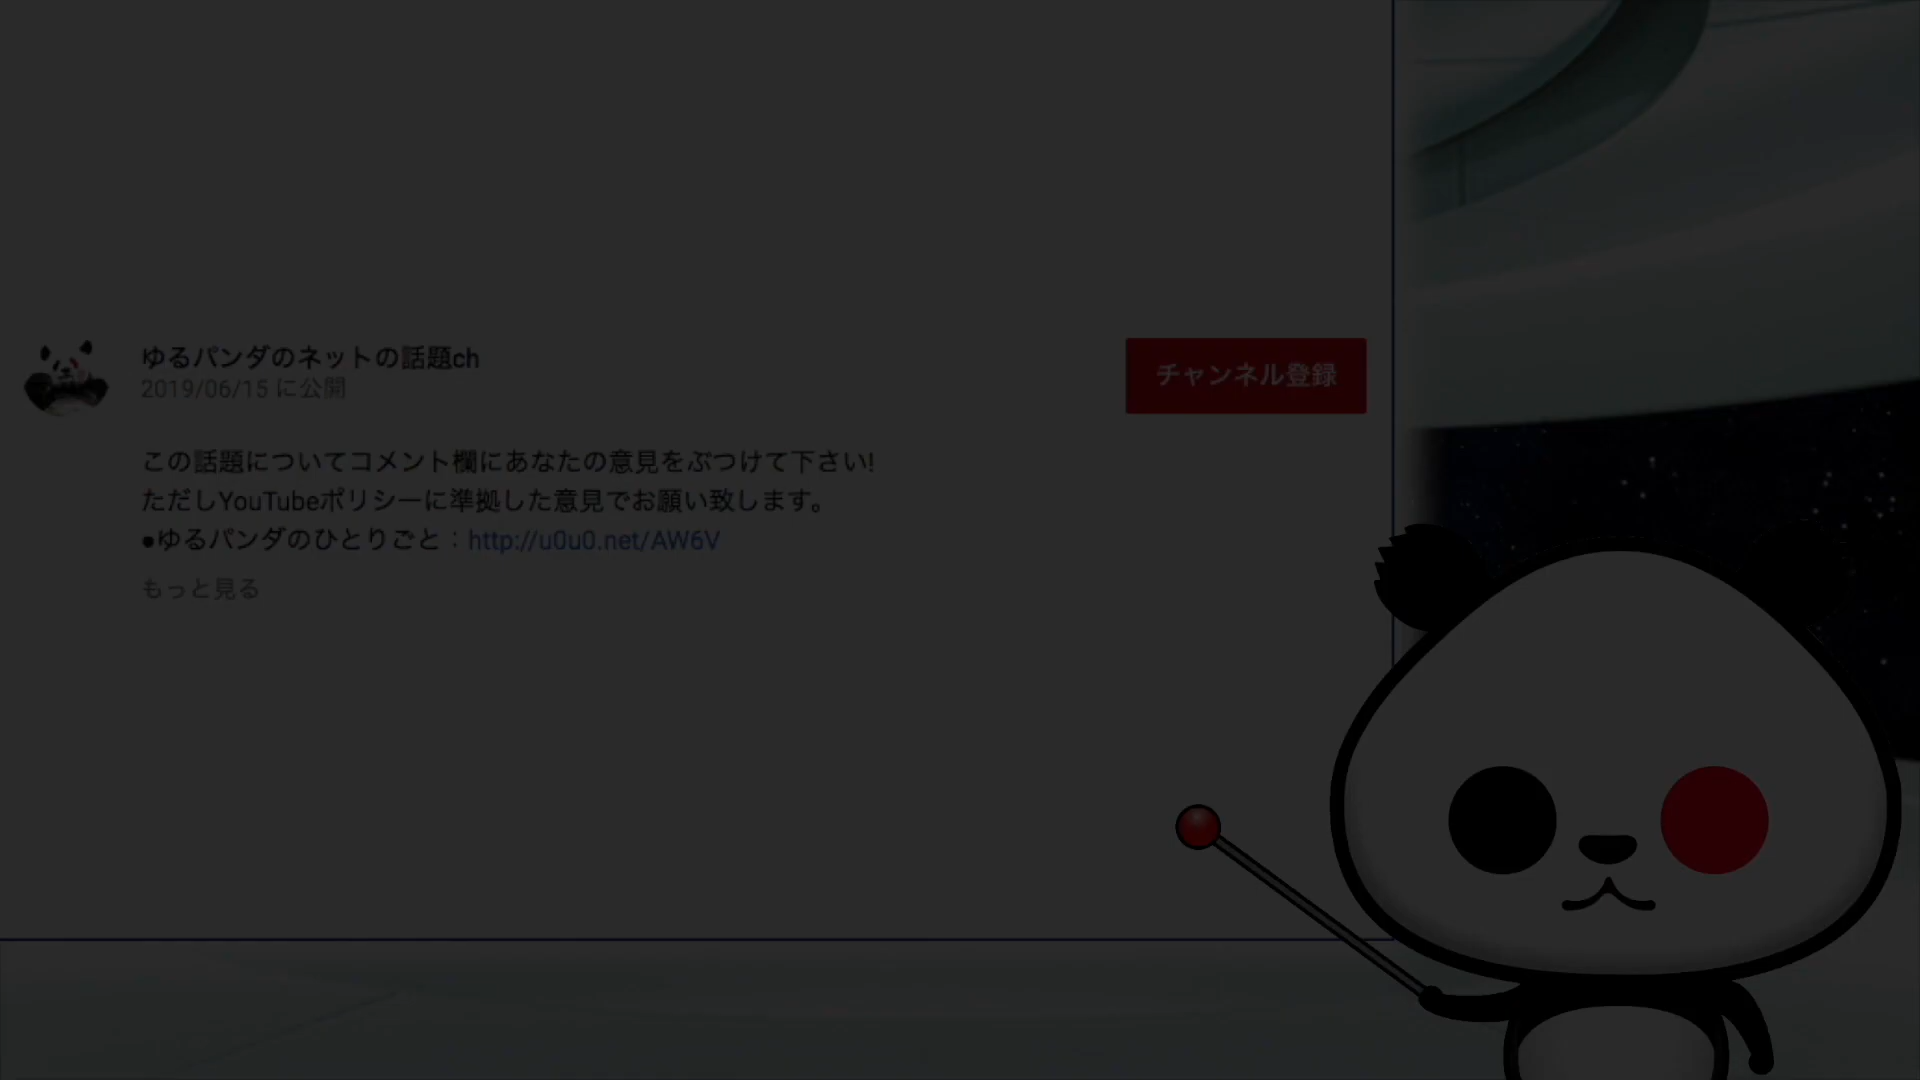 ゆるパンダのネットの話題ch
2019/06/15 に公開
チャンネル登録
この話題についてコメント欄にあなたの意見をぶつけて下さい!
ただしYouTubeポリシーに準拠した意見でお願い致します。
●ゆるパンダのひとりごと：http://u0u0.net/AW6V
もっと見る